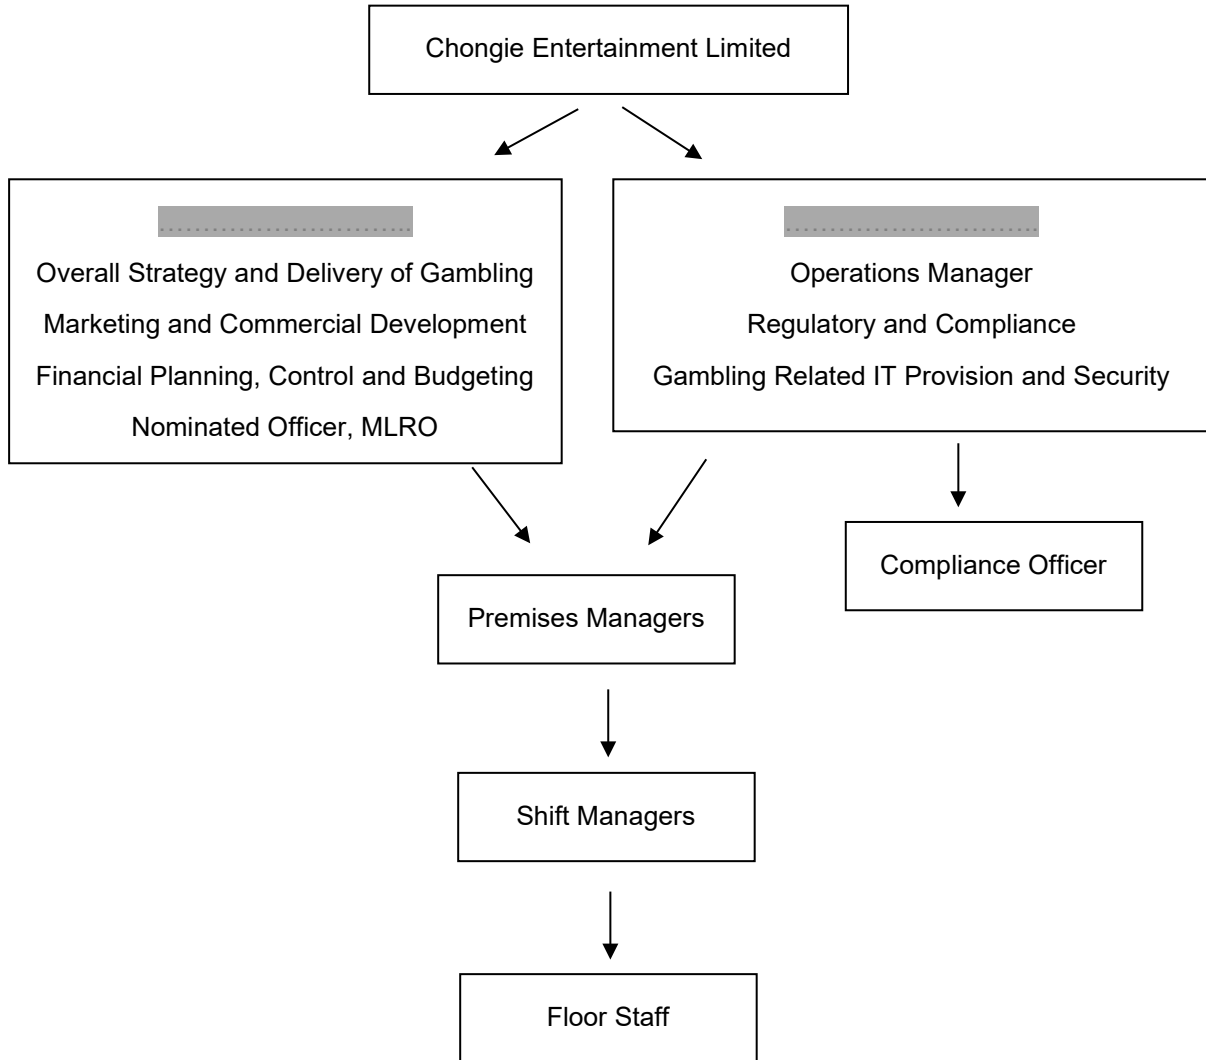 Chongie Entertainment Limited
Overall Strategy and Delivery of Gambling
Marketing and Commercial Development
Financial Planning, Control and Budgeting
Nominated Officer, MLRO
Operations Manager
Regulatory and Compliance
Gambling Related IT Provision and Security
Compliance Officer
Premises Managers
Shift Managers
Floor Staff